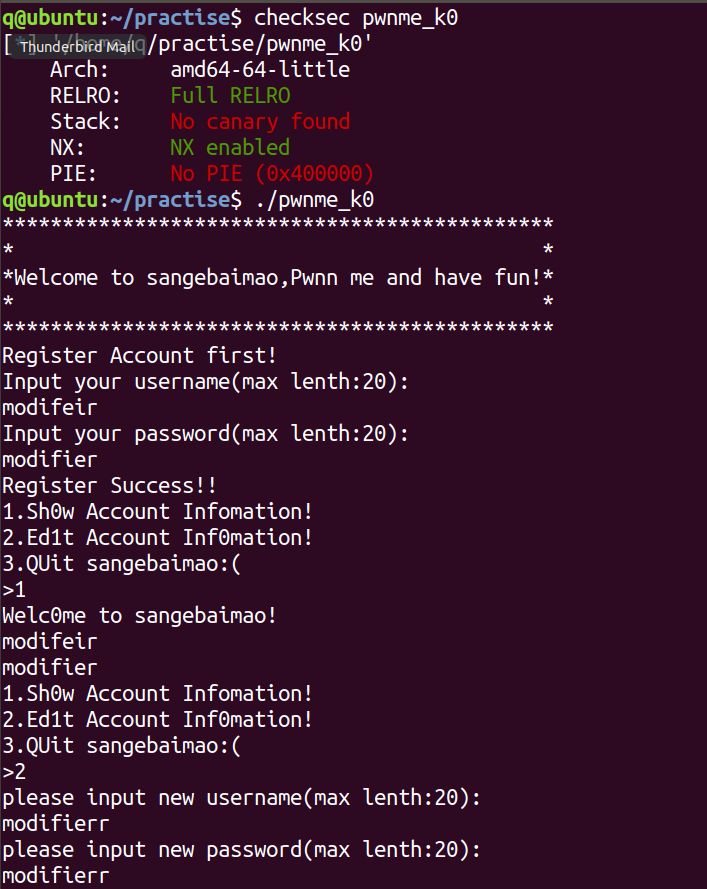 q@ubuntu:~/practise$ checksec pwnme_k0
[*] '/home/q/practise/pwnme_k0'
Thunderbird Mail
    Arch:     amd64-64-little
    RELRO:    Full RELRO
    Stack:    No canary found
    NX:       NX enabled
    PIE:      No PIE (0x400000)
q@ubuntu:~/practise$ ./pwnme_k0
**********************************************
*                                            *
*Welcome to sangebaimao,Pwnn me and have fun!*
*                                            *
**********************************************
Register Account first!
Input your username(max lenth:20):
modifeir
Input your password(max lenth:20):
modifier
Register Success!!
1.Sh0w Account Infomation!
2.Ed1t Account Inf0mation!
3.QUit sangebaimao:(
>1
Welc0me to sangebaimao!
modifeir
modifier
1.Sh0w Account Infomation!
2.Ed1t Account Inf0mation!
3.QUit sangebaimao:(
>2
please input new username(max lenth:20):
modifierr
please input new password(max lenth:20):
modifierr